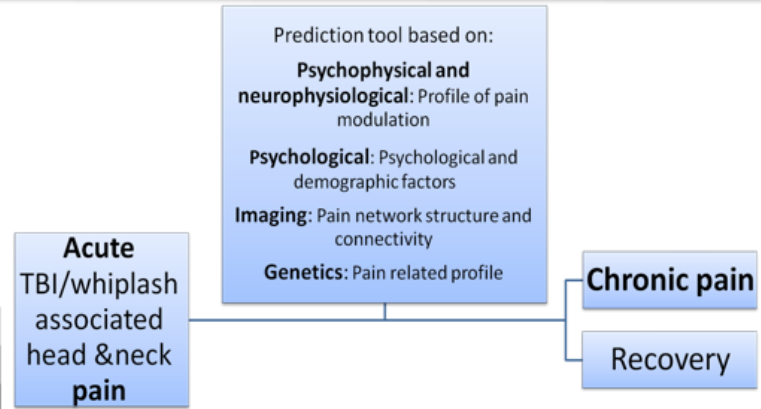 Prediction tool based on:
Psychophysical and
neurophysiological: Profile of pain
modulation
Psychological: Psychological and
demographic factors
Imaging: Pain network structure and
connectivity
Genetics: Pain related profile
Acute
TBI/whiplash
associated
head &neck
pain
Chronic pain
Recovery